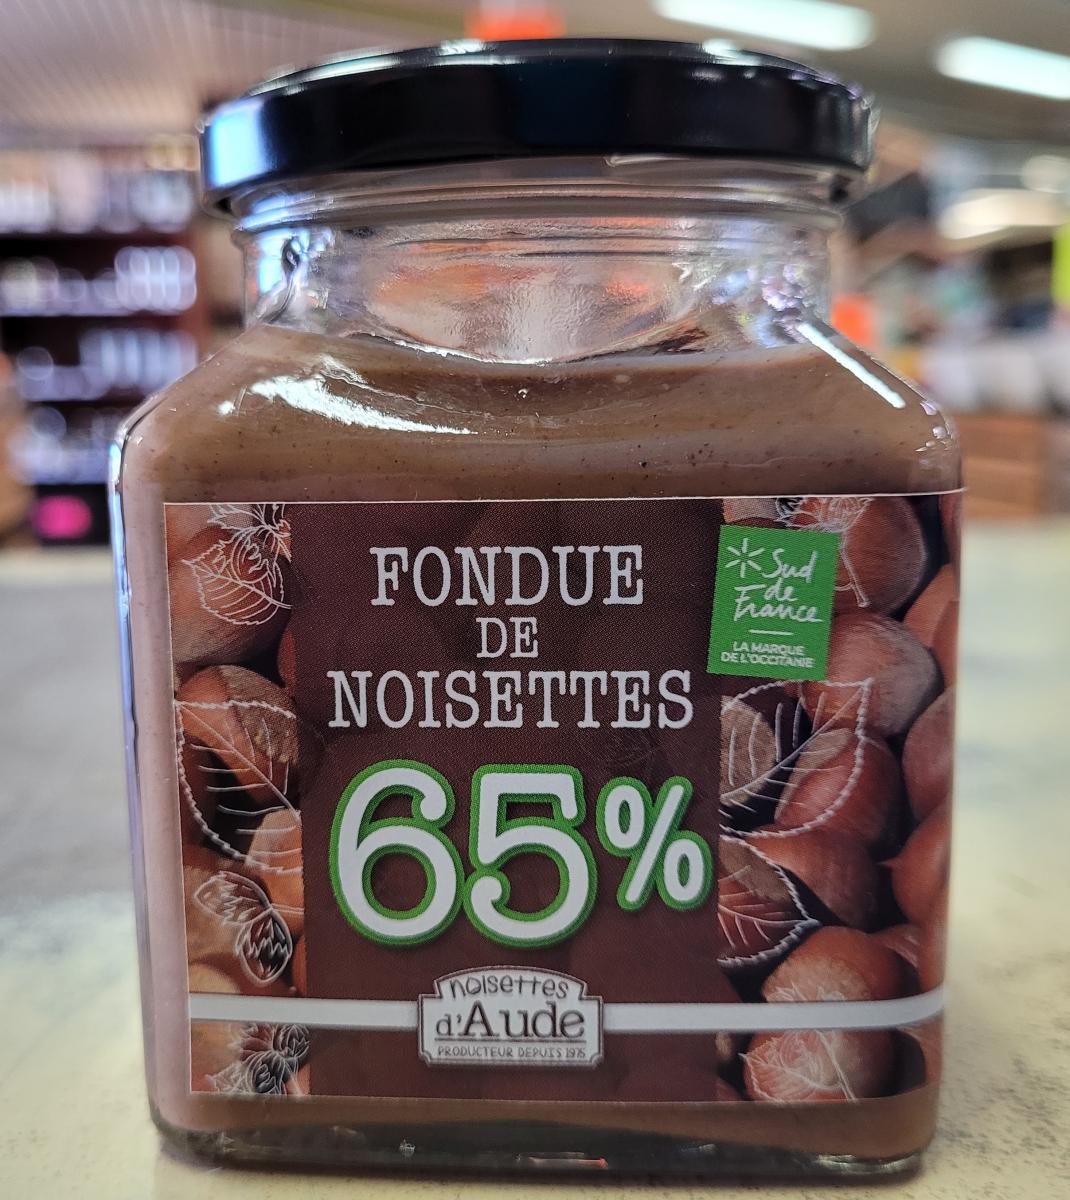 FONDUE
DE
NOISETTES
65%
Sud
de
France
LA MARQUE
DE L'OCCITANIE
noisettes
d'Aude
PRODUCTEUR DEPUIS 1975